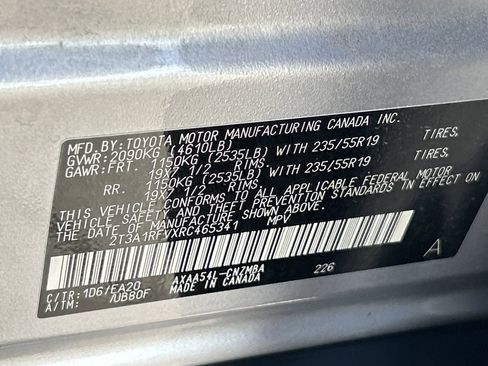 MFD.BY:TOYOTA MOTOR MANUFACTURING CANADA INC.
GVWR:2090KG (4610LB)
GAWR:FRT. 1150KG (2535LB) WITH 235/55R19 TIRES,
19X7 1/2 RIMS
RR. 1150KG (2535LB) WITH 235/55R19 TIRES,
19X7 1/2 RIMS.
THIS VEHICLE CONFORMS TO ALL APPLICABLE FEDERAL MOTOR
VEHICLE SAFETY STANDARDS IN EFFECT ON
THE DATE OF MANUFACTURE SHOWN ABOVE.
2T3A1RFVXRC465341 MPV
A
C/TR:1D6/EA20 AXAA54L-CNZMBA 226
A/TM: /UB80F MADE IN CANADA